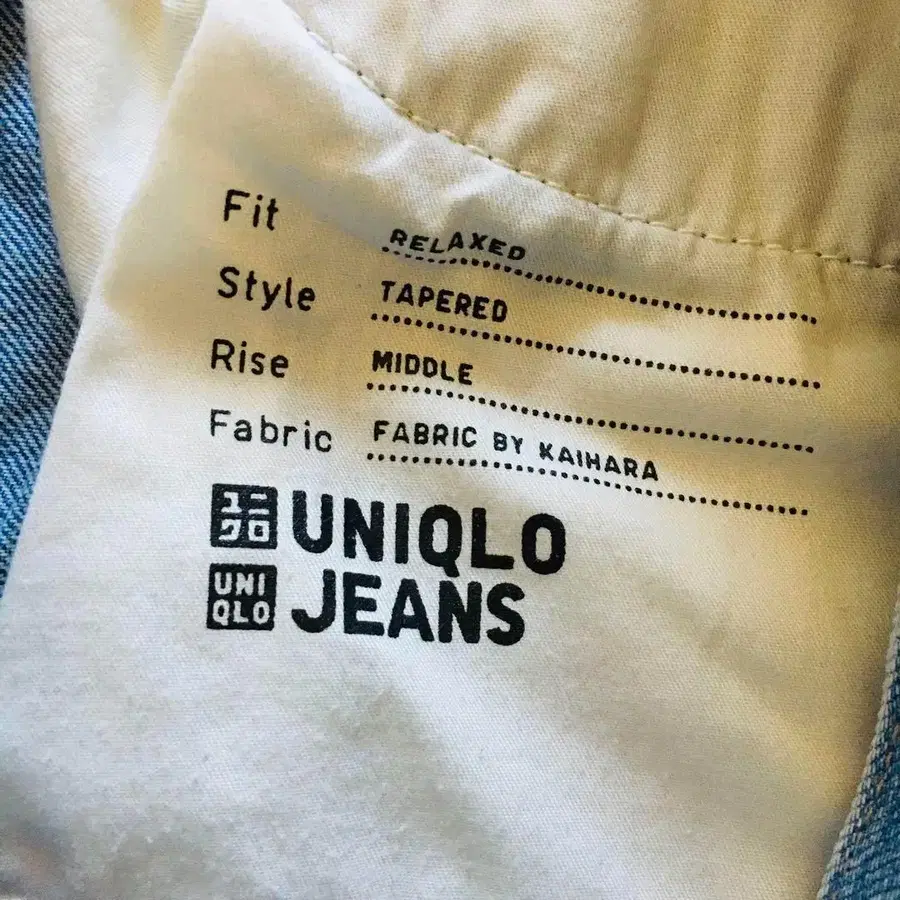 Fit RELAXED
Style TAPERED
Rise MIDDLE
Fabric FABRIC BY KAIHARA
ユニ
クロ
UNIQLO
UNI
QLO
JEANS